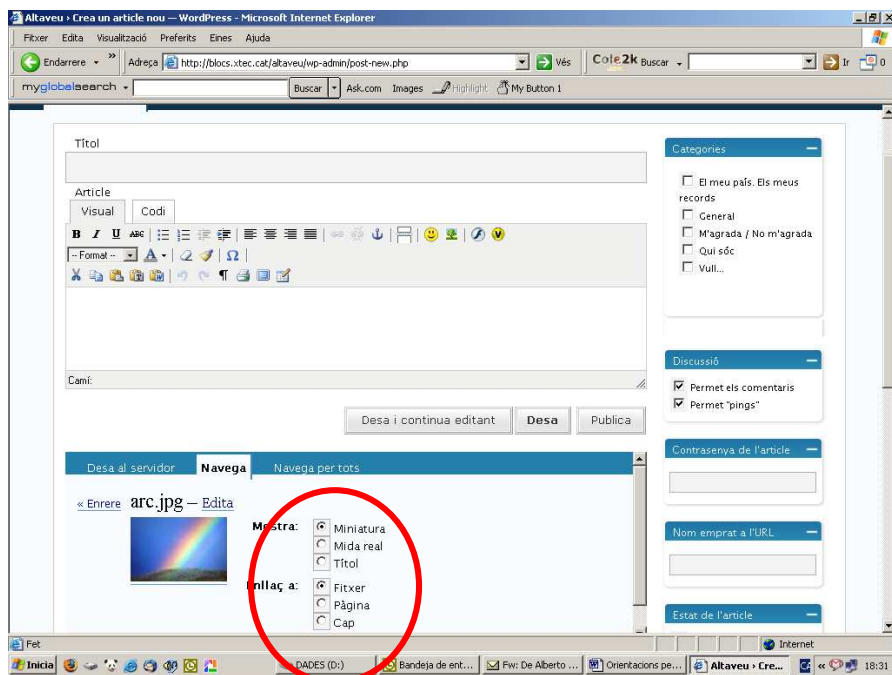 Altaveu › Crea un article nou — WordPress - Microsoft Internet Explorer
Fitxer Edita Visualització Preferits Eines Ajuda
Endarrere » Adreça http://blocs.xtec.cat/altaveu/wp-admin/post-new.php Vés Cole2k Buscar Ir 0
myglobalsearch Buscar Ask.com Images Highlight My Button 1
Títol
Article
Visual Codi
B I U ABC
-- Format -- A Ω ¶
Camí:
Desa i continua editant Desa Publica
Desa al servidor Navega Navega per tots
« Enrere arc.jpg — Edita
Mostra: Miniatura
Mida real
Títol
Enllaç a: Fitxer
Pàgina
Cap
Categories
El meu país. Els meus
records
General
M'agrada / No m'agrada
Qui sóc
Vull...
Discussió
Permet els comentaris
Permet "pings"
Contrasenya de l'article
Nom emprat a l'URL
Estat de l'article
Fet Internet
Inicia DADES (D:) Bandeja de ent... Fw: De Alberto ... Orientacions pe... Altaveu › Cre... « 18:31